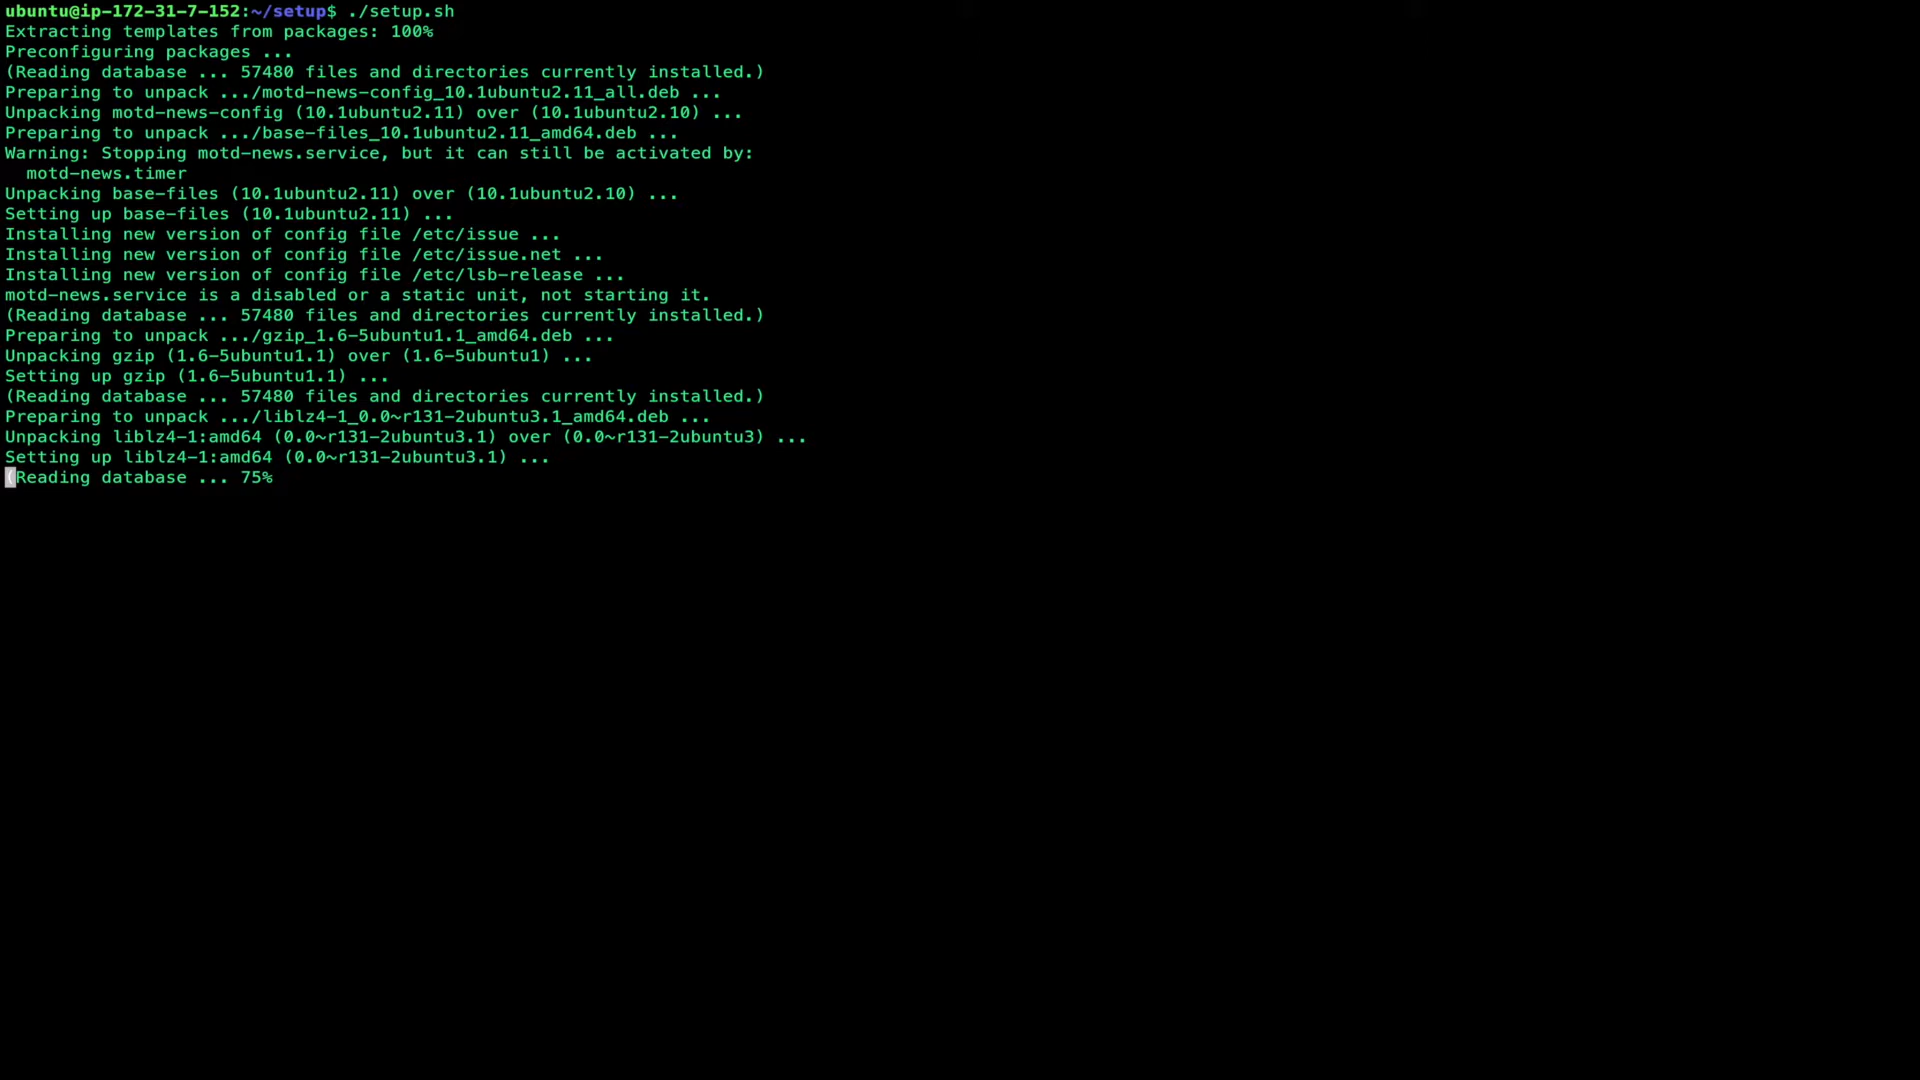 ubuntu@ip-172-31-7-152:~/setup$ ./setup.sh
Extracting templates from packages: 100%
Preconfiguring packages ...
(Reading database ... 57480 files and directories currently installed.)
Preparing to unpack .../motd-news-config_10.1ubuntu2.11_all.deb ...
Unpacking motd-news-config (10.1ubuntu2.11) over (10.1ubuntu2.10) ...
Preparing to unpack .../base-files_10.1ubuntu2.11_amd64.deb ...
Warning: Stopping motd-news.service, but it can still be activated by:
  motd-news.timer
Unpacking base-files (10.1ubuntu2.11) over (10.1ubuntu2.10) ...
Setting up base-files (10.1ubuntu2.11) ...
Installing new version of config file /etc/issue ...
Installing new version of config file /etc/issue.net ...
Installing new version of config file /etc/lsb-release ...
motd-news.service is a disabled or a static unit, not starting it.
(Reading database ... 57480 files and directories currently installed.)
Preparing to unpack .../gzip_1.6-5ubuntu1.1_amd64.deb ...
Unpacking gzip (1.6-5ubuntu1.1) over (1.6-5ubuntu1) ...
Setting up gzip (1.6-5ubuntu1.1) ...
(Reading database ... 57480 files and directories currently installed.)
Preparing to unpack .../liblz4-1_0.0~r131-2ubuntu3.1_amd64.deb ...
Unpacking liblz4-1:amd64 (0.0~r131-2ubuntu3.1) over (0.0~r131-2ubuntu3) ...
Setting up liblz4-1:amd64 (0.0~r131-2ubuntu3.1) ...
(Reading database ... 75%